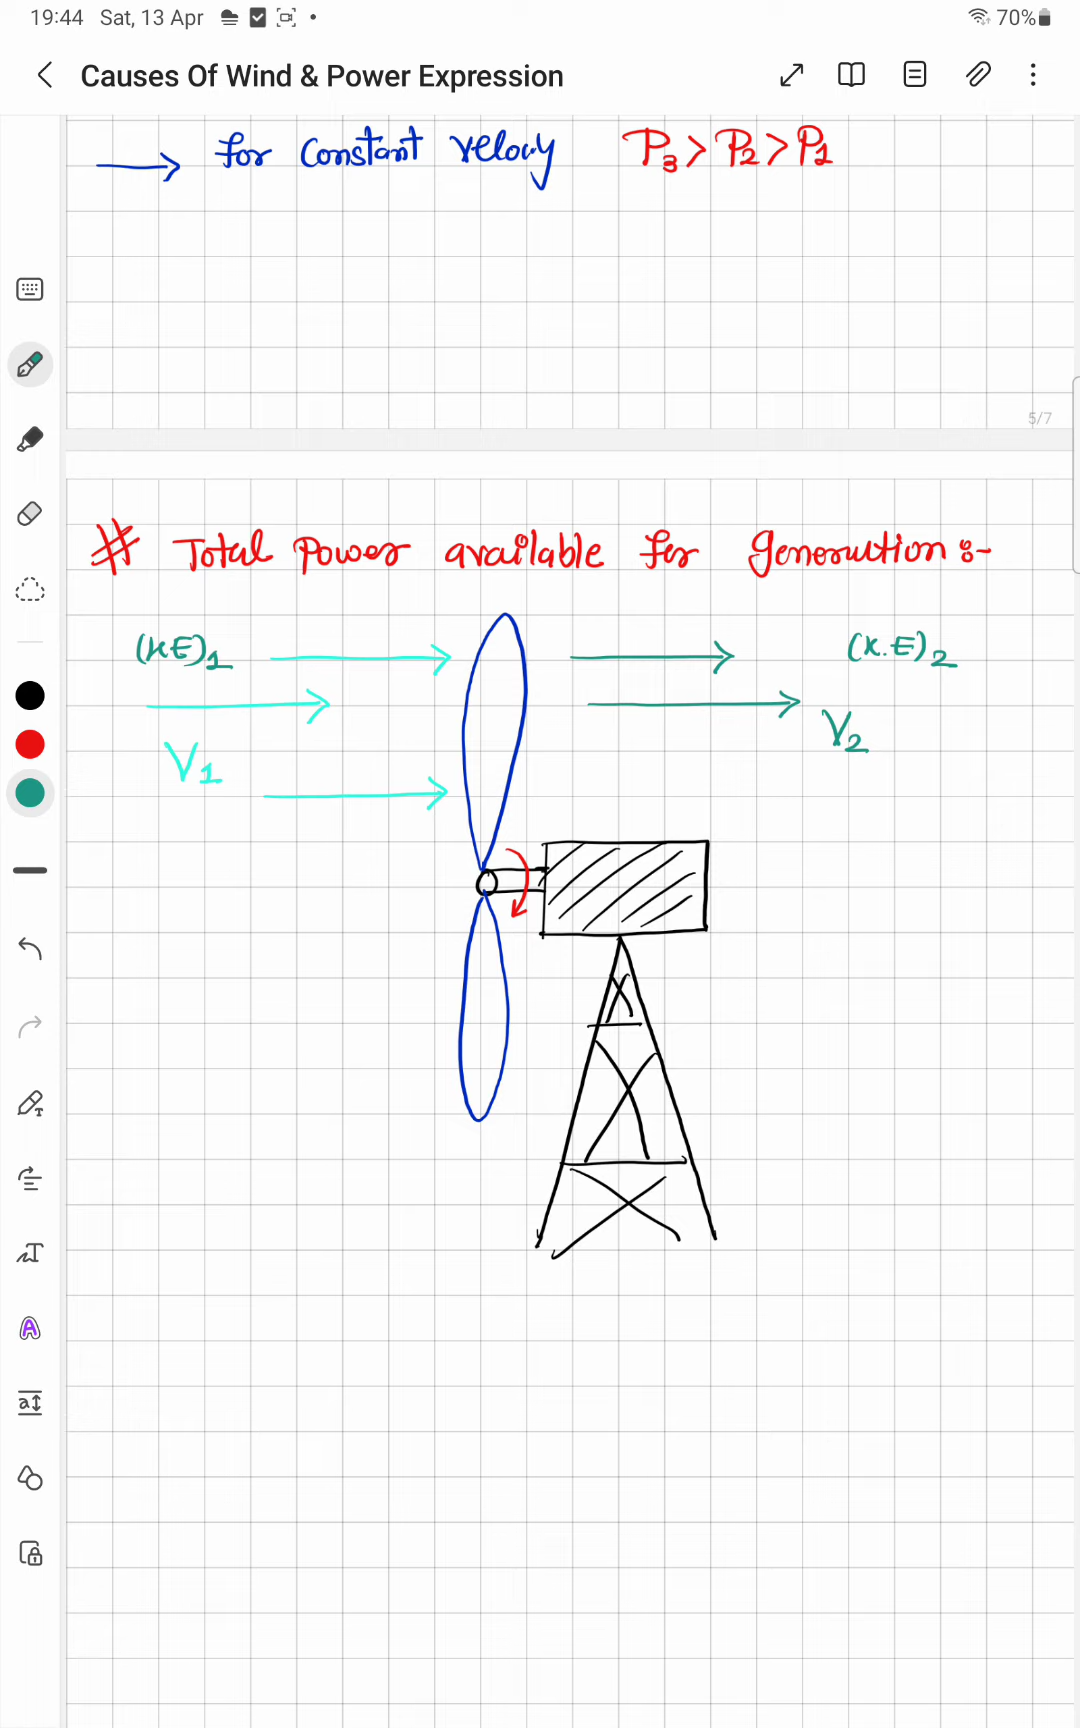 19:44 Sat, 13 Apr 70%
Causes Of Wind & Power Expression
for constant velocity P3 > P2 > P1
5/7
# Total Power available for Generation :-
(KE)1 (K.E)2
V1 V2